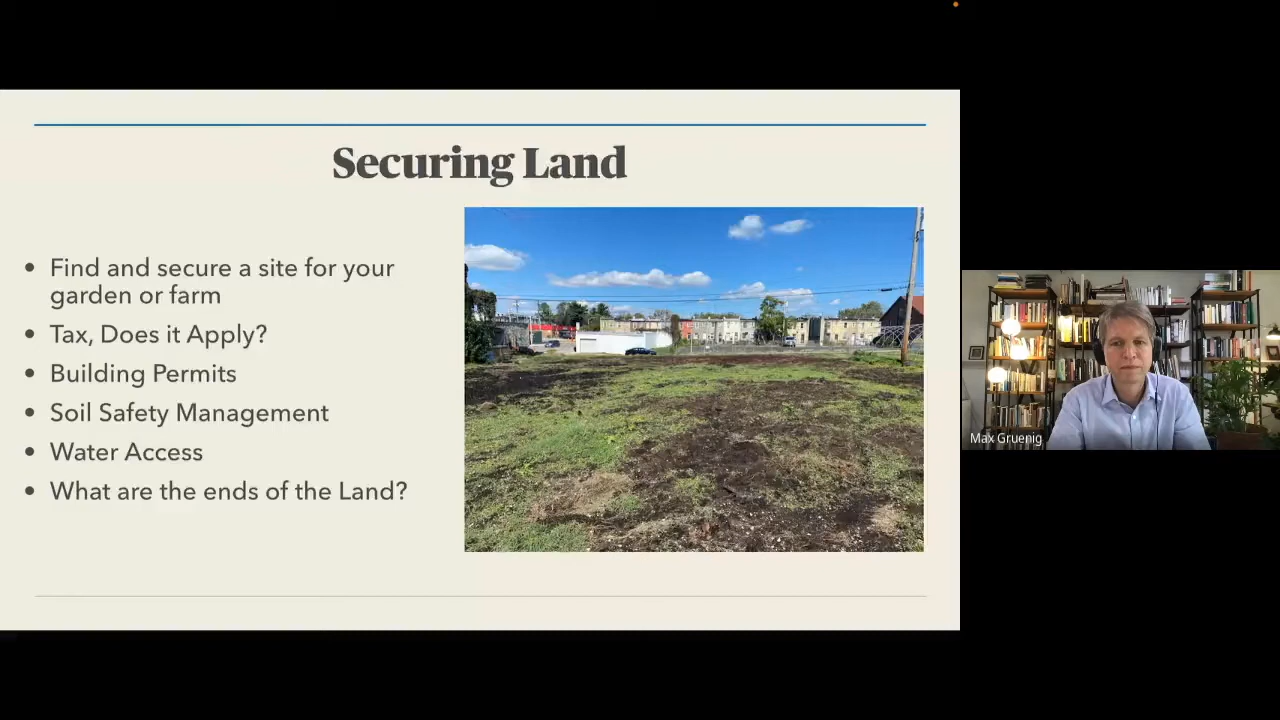 Securing Land
• Find and secure a site for your
garden or farm
• Tax, Does it Apply?
• Building Permits
• Soil Safety Management
• Water Access
• What are the ends of the Land?
Max Gruenig